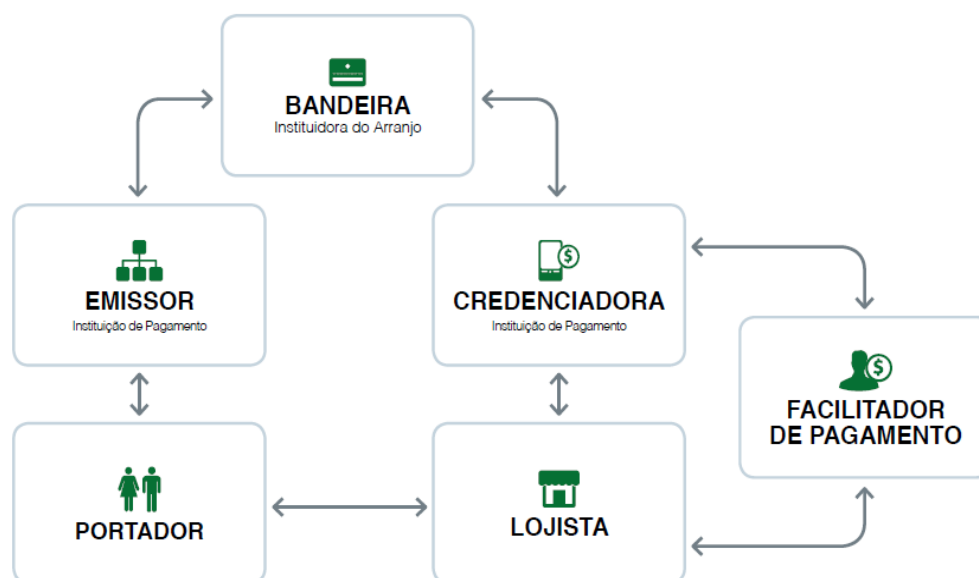 BANDEIRA
Instituidora do Arranjo
EMISSOR
Instituição de Pagamento
CREDENCIADORA
Instituição de Pagamento
FACILITADOR
DE PAGAMENTO
PORTADOR
LOJISTA